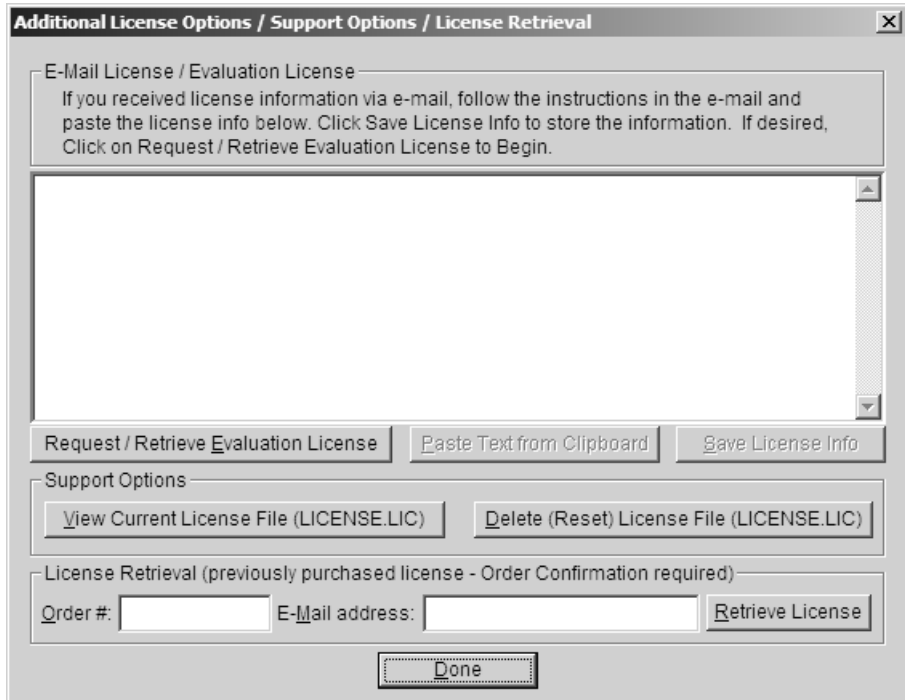 Additional License Options / Support Options / License Retrieval
E-Mail License / Evaluation License
If you received license information via e-mail, follow the instructions in the e-mail and
paste the license info below. Click Save License Info to store the information. If desired,
Click on Request / Retrieve Evaluation License to Begin.
Request / Retrieve Evaluation License Paste Text from Clipboard Save License Info
Support Options
View Current License File (LICENSE.LIC) Delete (Reset) License File (LICENSE.LIC)
License Retrieval (previously purchased license - Order Confirmation required)
Order #: E-Mail address: Retrieve License
Done